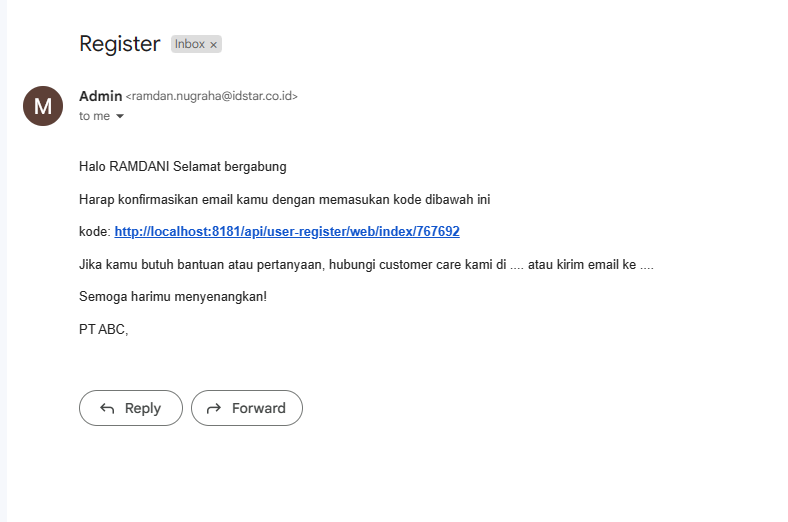 Register Inbox ×
M
Admin <ramdan.nugraha@idstar.co.id>
to me
Halo RAMDANI Selamat bergabung
Harap konfirmasikan email kamu dengan memasukan kode dibawah ini
kode: http://localhost:8181/api/user-register/web/index/767692
Jika kamu butuh bantuan atau pertanyaan, hubungi customer care kami di .... atau kirim email ke ....
Semoga harimu menyenangkan!
PT ABC,
Reply Forward